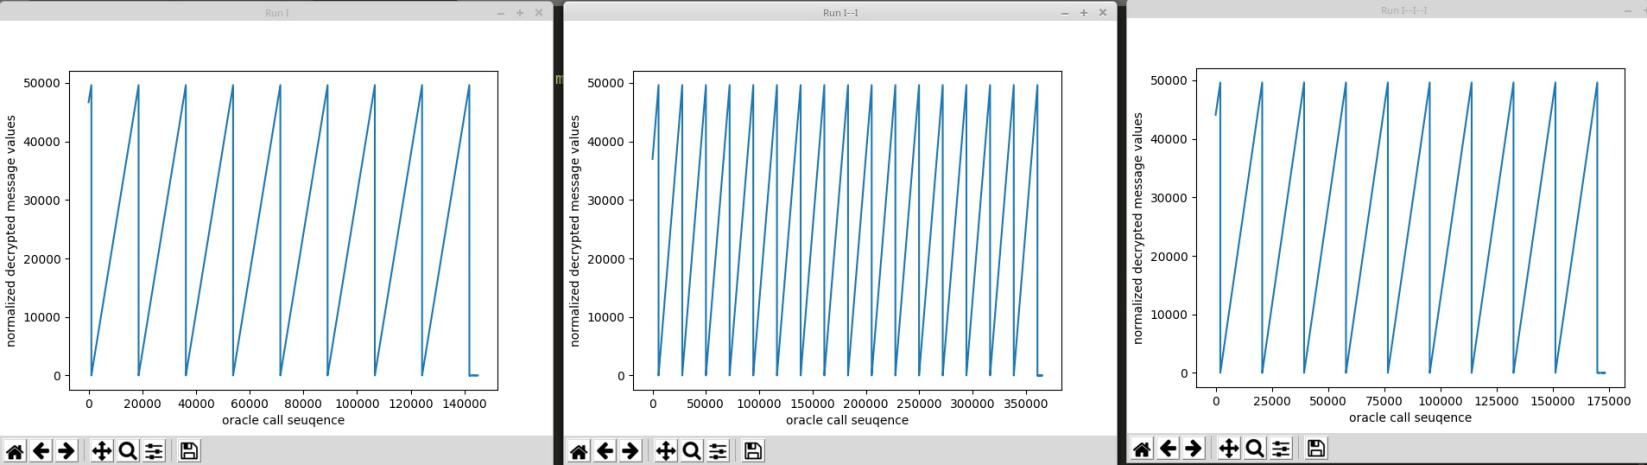 Run I
normalized decrypted message values
50000
40000
30000
20000
10000
0
0 20000 40000 60000 80000 100000 120000 140000
oracle call seuqence
Run I--I
m
normalized decrypted message values
50000
40000
30000
20000
10000
0
0 50000 100000 150000 200000 250000 300000 350000
oracle call seuqence
Run I--I--I
normalized decrypted message values
50000
40000
30000
20000
10000
0
0 25000 50000 75000 100000 125000 150000 175000
oracle call seuqence